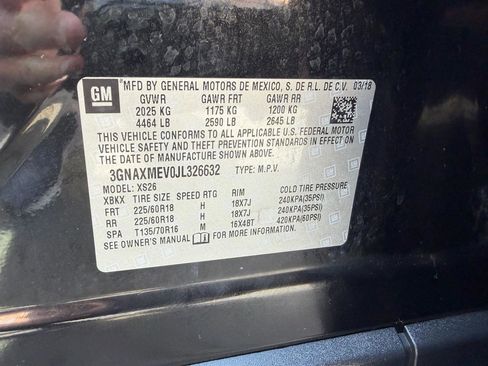 GM
MFD BY GENERAL MOTORS DE MEXICO, S. DE R.L. DE C.V. 03/18
GVWR GAWR FRT GAWR RR
2025 KG 1175 KG 1200 KG
4464 LB 2590 LB 2645 LB
THIS VEHICLE CONFORMS TO ALL APPLICABLE U.S. FEDERAL MOTOR
VEHICLE SAFETY AND THEFT PREVENTION STANDARDS IN EFFECT
ON THE DATE OF MANUFACTURE SHOWN ABOVE.
3GNAXMEV0JL326632 TYPE: M.P.V.
MODEL: XS26
XBKX TIRE SIZE SPEED RTG RIM COLD TIRE PRESSURE
FRT 225/60R18 H 18X7J 240KPA(35PSI)
RR 225/60R18 H 18X7J 240KPA(35PSI)
SPA T135/70R16 M 16X4BT 420KPA(60PSI)
SEE OWNER'S MANUAL FOR MORE INFORMATION.